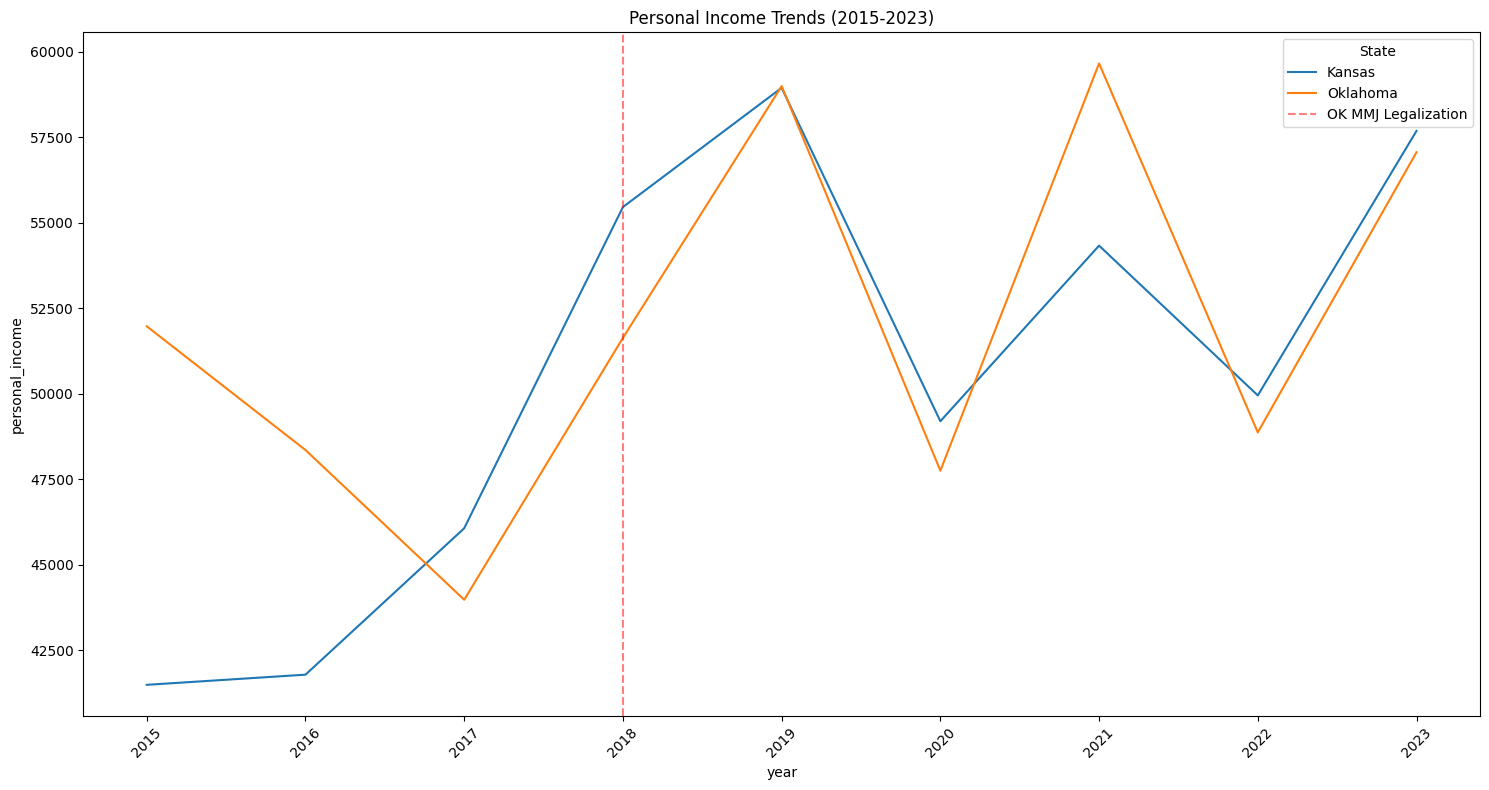 Personal Income Trends (2015-2023)
State
Kansas
Oklahoma
OK MMJ Legalization
personal_income
60000
57500
55000
52500
50000
47500
45000
42500
2015
2016
2017
2018
2019
2020
2021
2022
2023
year